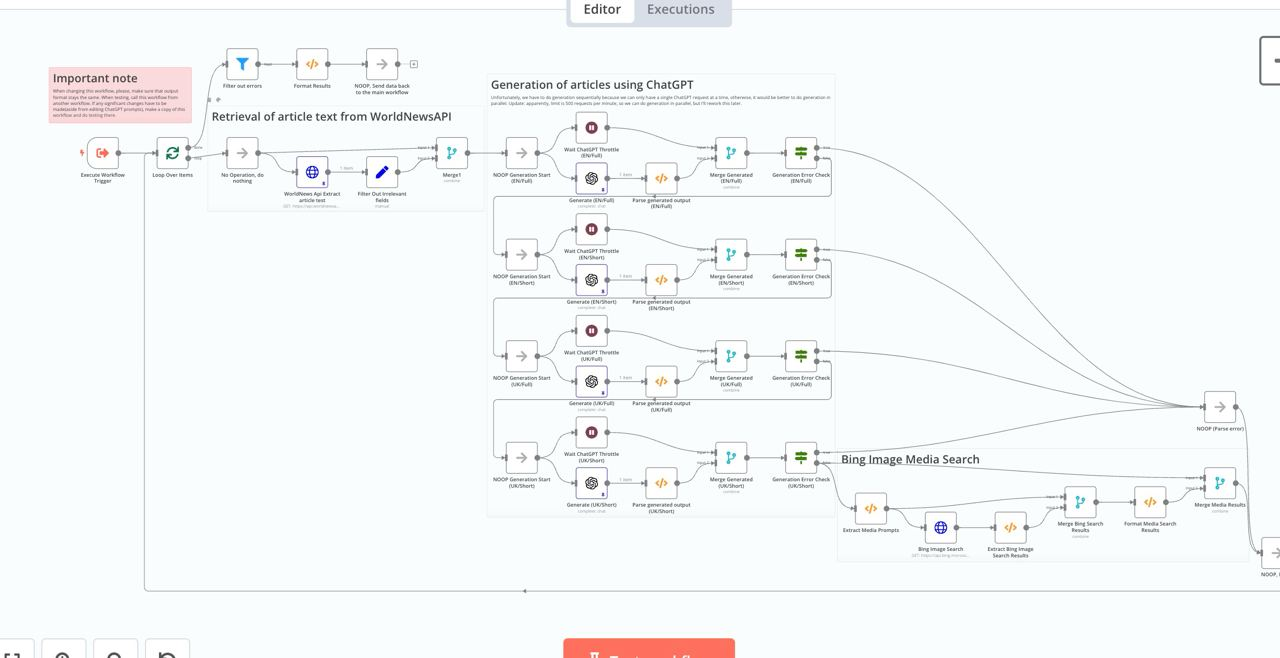 Editor
Executions
Important note
When changing this workflow, please, make sure that output
format stays the same. When testing, call this workflow from
another workflow. If any significant changes have to be
made(aside from editing ChatGPT prompts), make a copy of this
workflow and do testing there.
Filter out errors
Format Results
NOOP, Send data back
to the main workflow
Retrieval of article text from WorldNewsAPI
Execute Workflow
Trigger
Loop Over Items
done
No Operation, do
nothing
WorldNews Api Extract
article text
1 item
Filter Out Irrelevant
fields
manual
Merge1
combine
Generation of articles using ChatGPT
Unfortunately, we have to do generation sequentially because we can only have a single ChatGPT request at a time, otherwise, it would be better to do generation in
parallel. Update: apparently, limit is 500 requests per minute, so we can do generation in parallel, but I'll rewrite this later.
NOOP Generation Start
(EN/Full)
Wait ChatGPT Throttle
(EN/Full)
Generate (EN/Full)
complete: chat
1 item
Parse generated output
(EN/Full)
Merge Generated
(EN/Full)
combine
Generation Error Check
(EN/Full)
true
false
NOOP Generation Start
(EN/Short)
Wait ChatGPT Throttle
(EN/Short)
Generate (EN/Short)
complete: chat
1 item
Parse generated output
(EN/Short)
Merge Generated
(EN/Short)
combine
Generation Error Check
(EN/Short)
true
false
NOOP Generation Start
(UK/Full)
Wait ChatGPT Throttle
(UK/Full)
Generate (UK/Full)
complete: chat
1 item
Parse generated output
(UK/Full)
Merge Generated
(UK/Full)
combine
Generation Error Check
(UK/Full)
true
false
NOOP Generation Start
(UK/Short)
Wait ChatGPT Throttle
(UK/Short)
Generate (UK/Short)
complete: chat
1 item
Parse generated output
(UK/Short)
Merge Generated
(UK/Short)
combine
Generation Error Check
(UK/Short)
true
NOOP (Parse error)
Bing Image Media Search
Extract Media Prompts
Bing Image Search
Extract Bing Image
Search Results
Merge Bing Search
Results
combine
Format Media Search
Results
Merge Media Results
combine
NOOP,